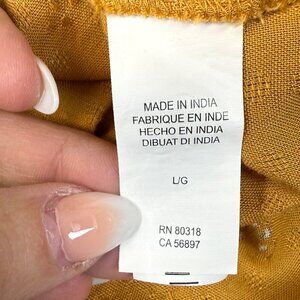 MADE IN INDIA
FABRIQUE EN INDE
HECHO EN INDIA
DIBUAT DI INDIA
L/G
RN 80318
CA 56897